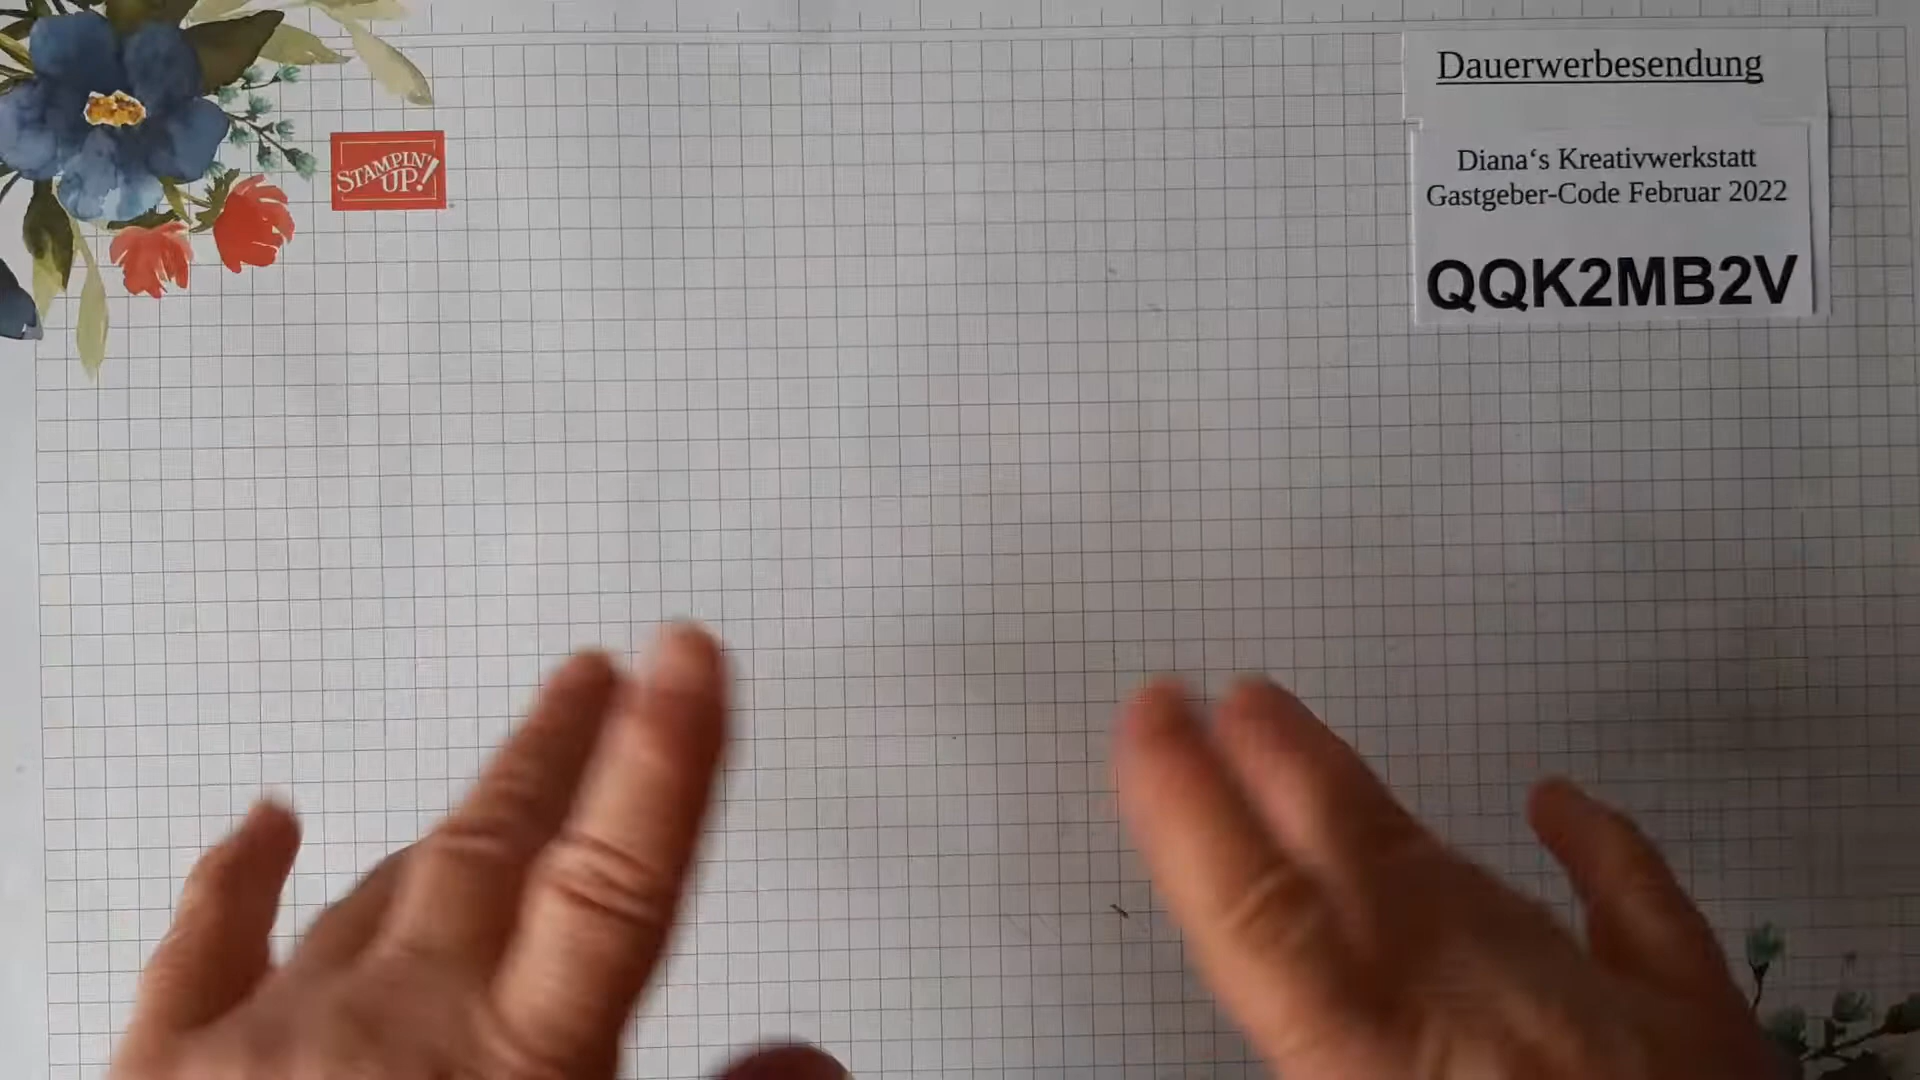 STAMPIN'
UP!
Dauerwerbesendung
Diana‘s Kreativwerkstatt
Gastgeber-Code Februar 2022
QQK2MB2V